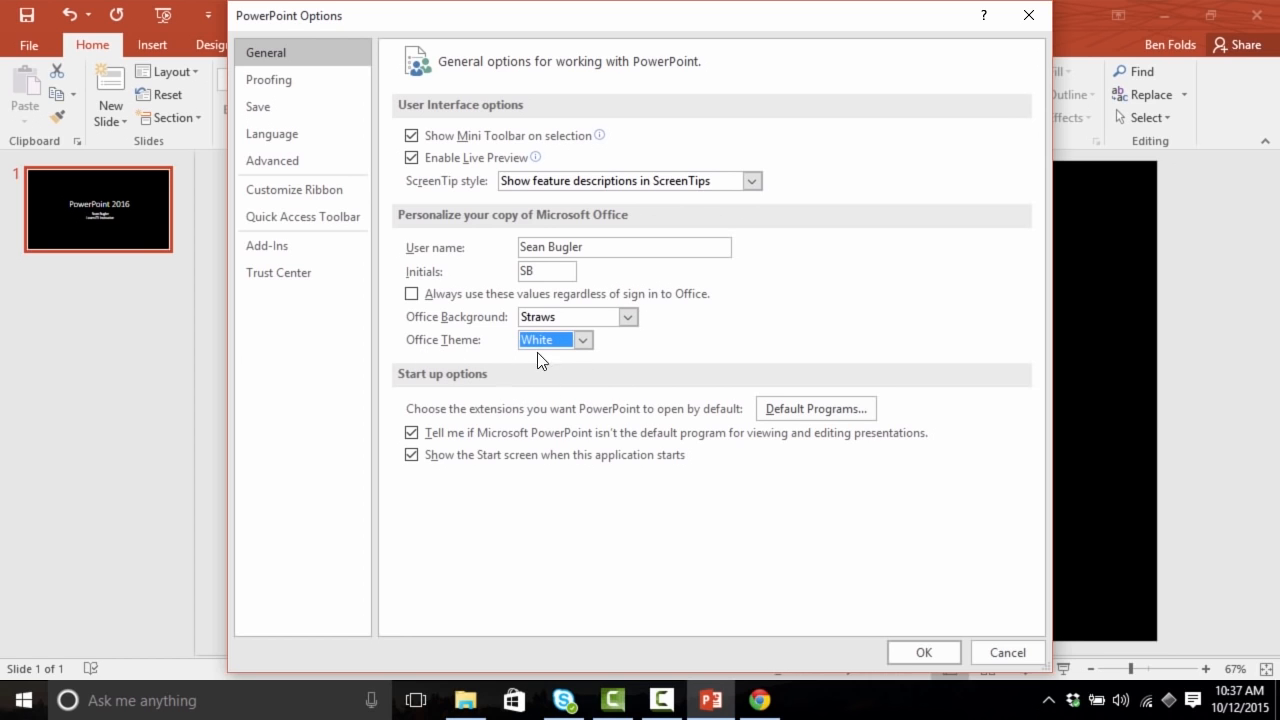 PowerPoint Options
?
File
Home
Insert
Desig
Ben Folds
Share
Paste
Clipboard
New
Slide
Layout
Reset
Section
Slides
Find
Replace
Select
Editing
1
PowerPoint 2016
Sean Bugler
General
Proofing
Save
Language
Advanced
Customize Ribbon
Quick Access Toolbar
Add-Ins
Trust Center
General options for working with PowerPoint.
User Interface options
Show Mini Toolbar on selection
Enable Live Preview
ScreenTip style: Show feature descriptions in ScreenTips
Personalize your copy of Microsoft Office
User name: Sean Bugler
Initials: SB
Always use these values regardless of sign in to Office.
Office Background: Straws
Office Theme: White
Start up options
Choose the extensions you want PowerPoint to open by default: Default Programs...
Tell me if Microsoft PowerPoint isn't the default program for viewing and editing presentations.
Show the Start screen when this application starts
OK Cancel
Slide 1 of 1
67%
Ask me anything
10:37 AM
10/12/2015